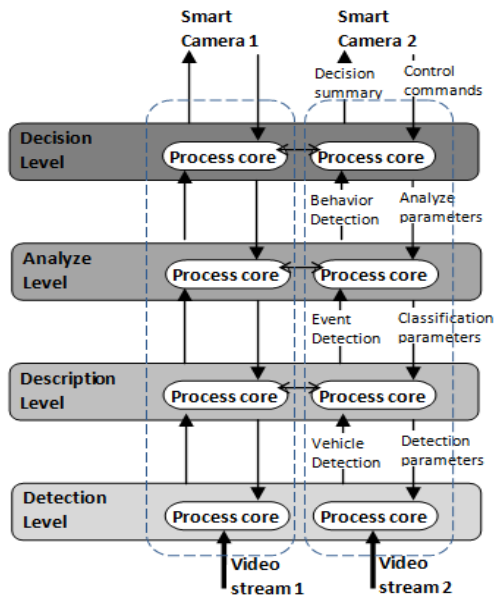 Smart
Camera 1
Smart
Camera 2
Decision
summary
Control
commands
Decision
Level
Process core
Process core
Behavior
Detection
Analyze
parameters
Analyze
Level
Process core
Process core
Event
Detection
Classification
parameters
Description
Level
Process core
Process core
Vehicle
Detection
Detection
parameters
Detection
Level
Process core
Process core
Video
stream 1
Video
stream 2